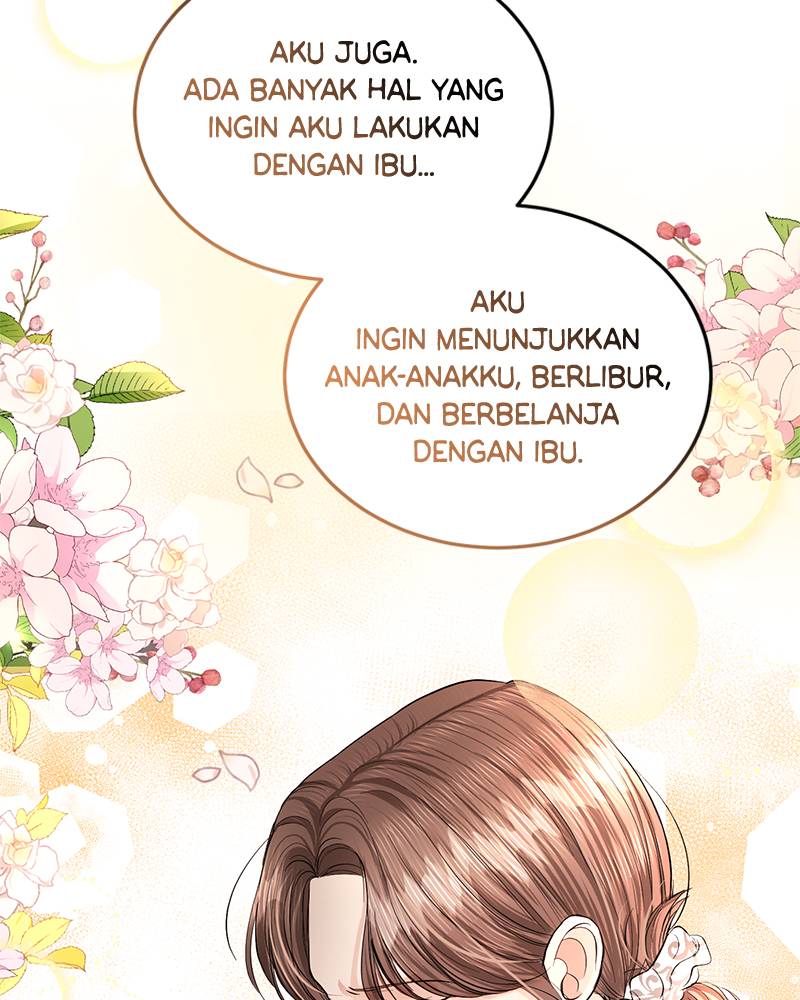 AKU JUGA.
ADA BANYAK HAL YANG
INGIN AKU LAKUKAN
DENGAN IBU...
AKU
INGIN MENUNJUKKAN
ANAK-ANAKKU, BERLIBUR,
DAN BERBELANJA
DENGAN IBU.